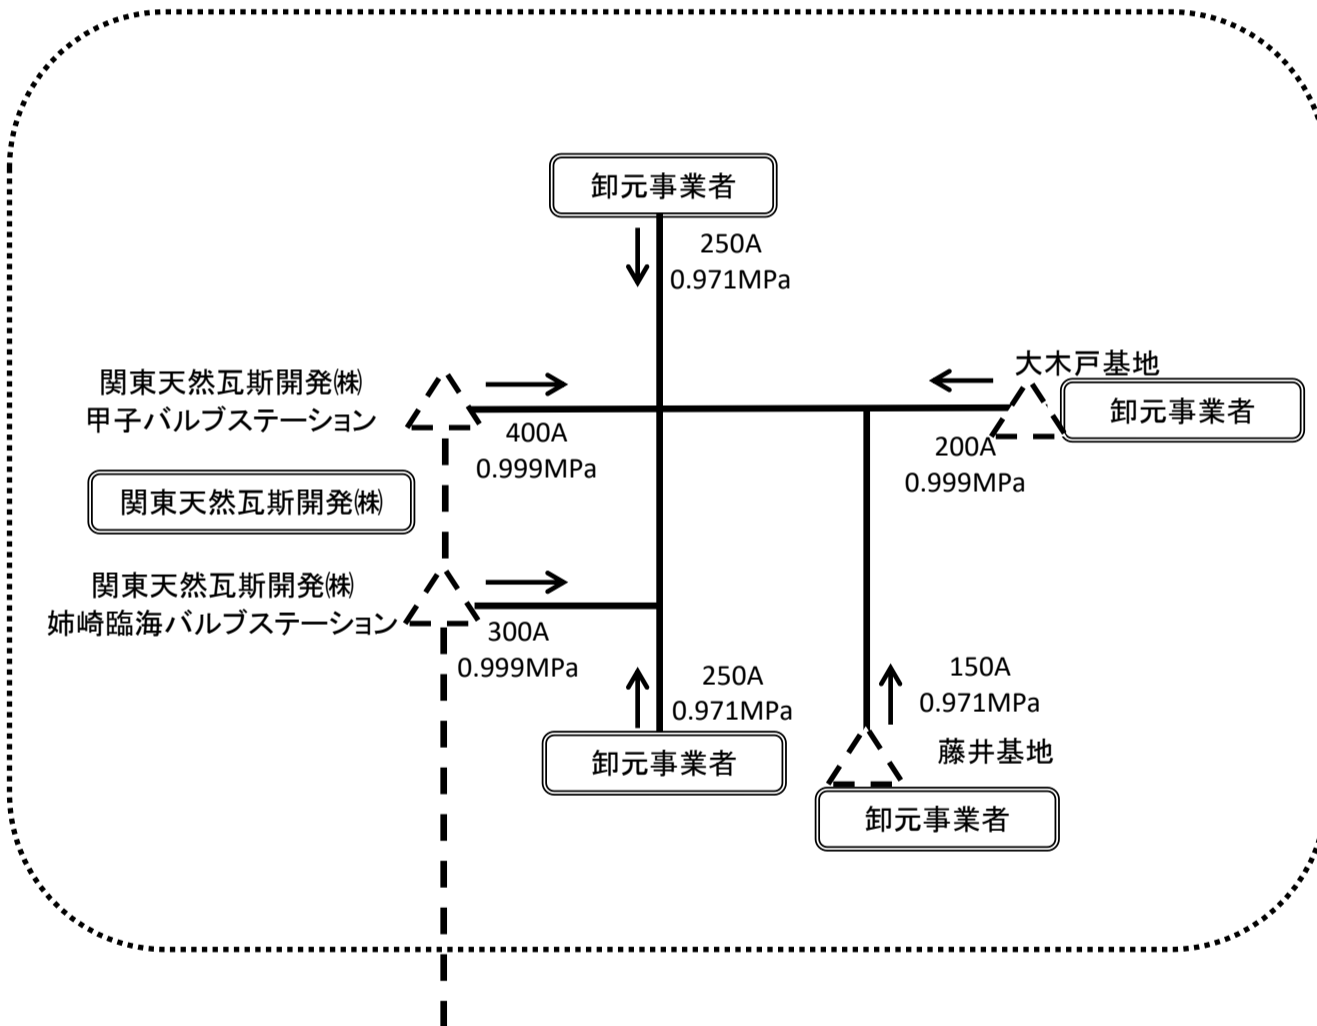 卸元事業者
250A
0.971MPa
関東天然瓦斯開発㈱
甲子バルブステーション
400A
0.999MPa
大木戸基地
卸元事業者
200A
0.999MPa
関東天然瓦斯開発㈱
関東天然瓦斯開発㈱
姉崎臨海バルブステーション
300A
0.999MPa
250A
0.971MPa
卸元事業者
150A
0.971MPa
藤井基地
卸元事業者